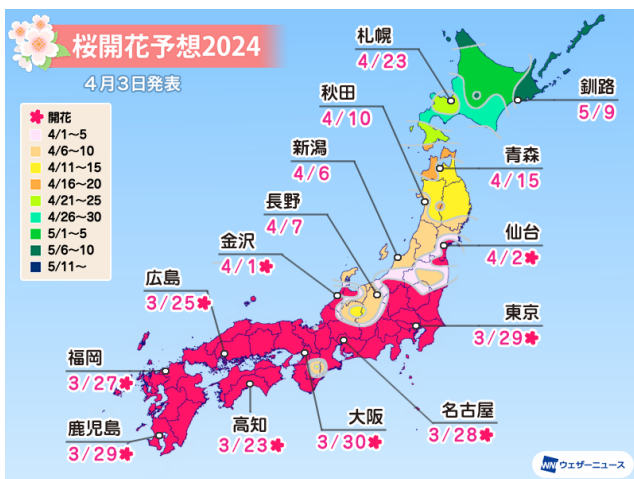 桜開花予想2024
4月3日発表
開花
4/1～5
4/6～10
4/11～15
4/16～20
4/21～25
4/26～30
5/1～5
5/6～10
5/11～
札幌
4/23
釧路
5/9
秋田
4/10
新潟
4/6
青森
4/15
長野
4/7
仙台
4/2
金沢
4/1
広島
3/25
東京
3/29
福岡
3/27
名古屋
3/28
鹿児島
3/29
高知
3/23
大阪
3/30
WNI ウェザーニュース